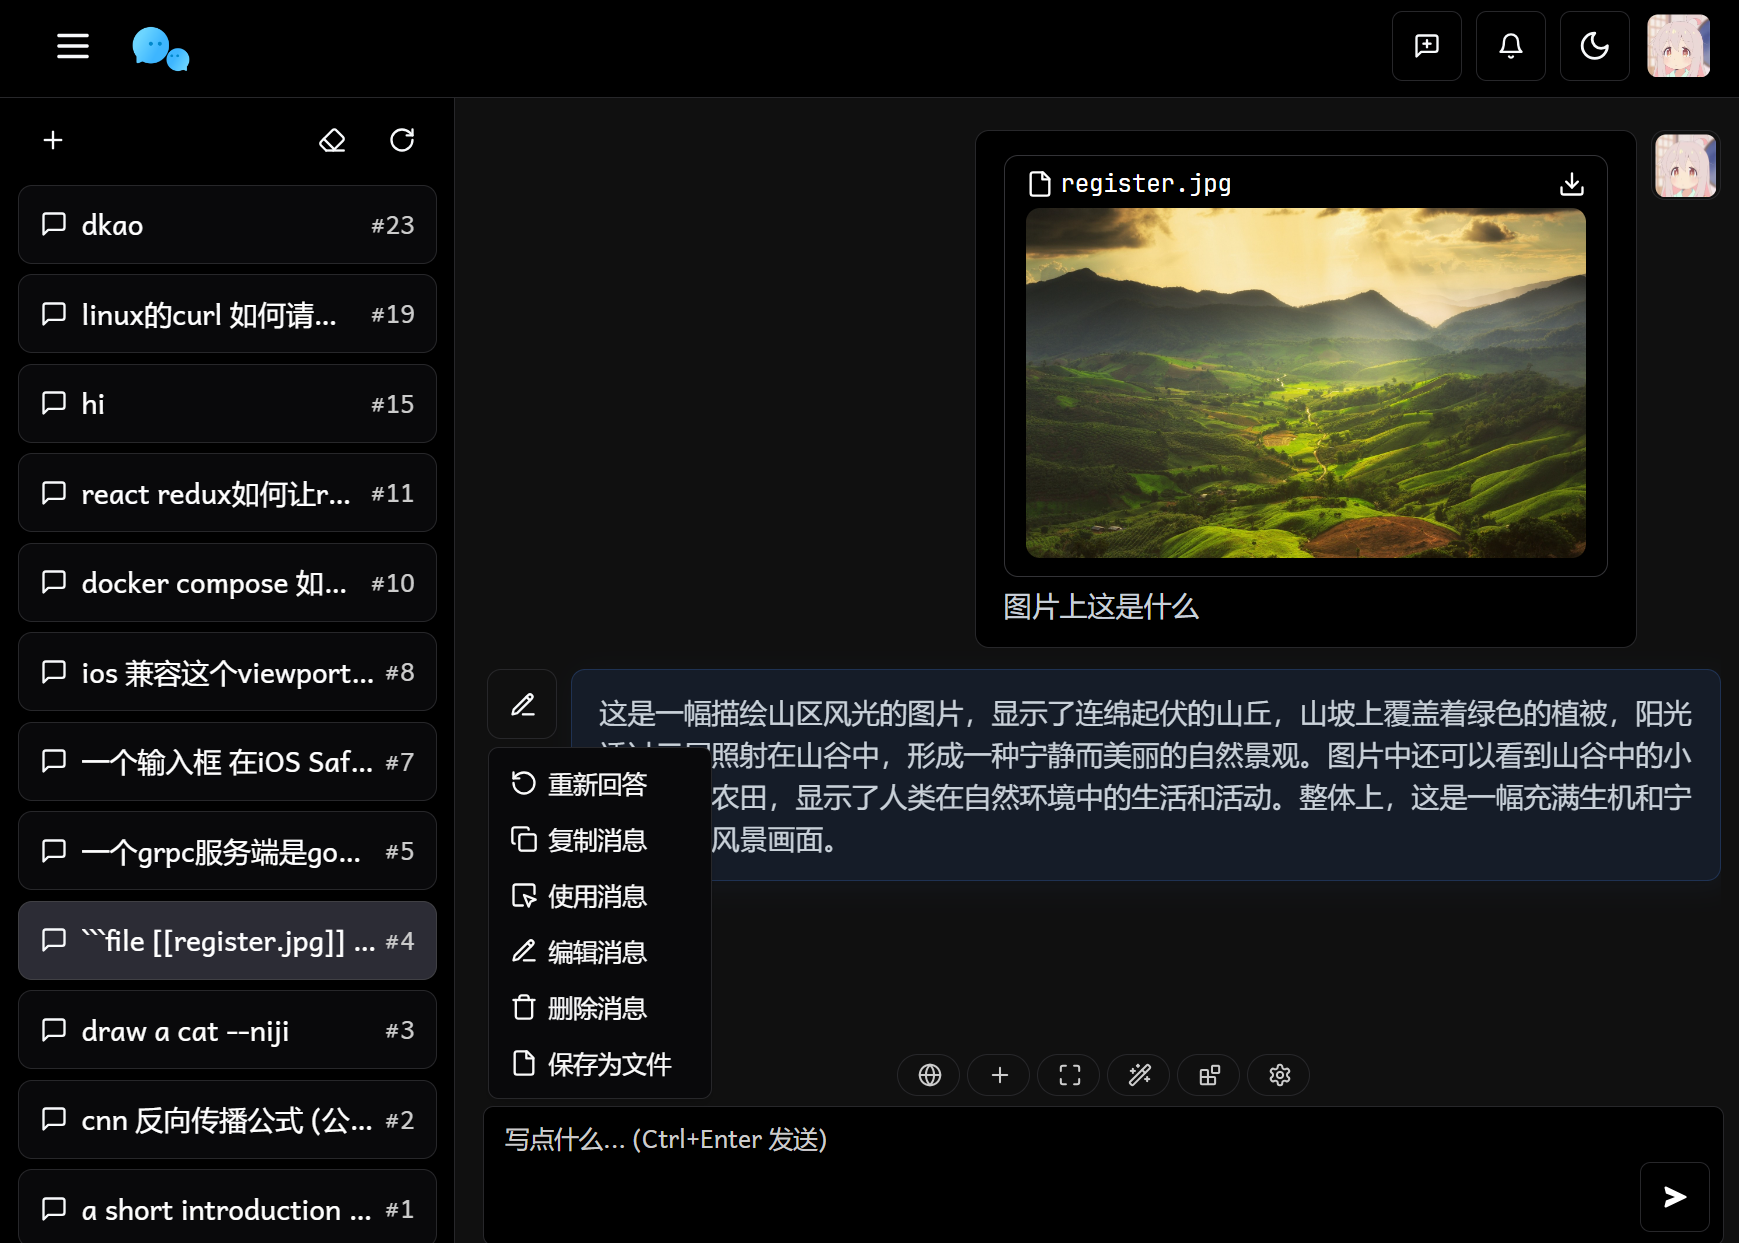 dkao #23
linux的curl 如何请... #19
hi #15
react redux如何让r... #11
docker compose 如... #10
ios 兼容这个viewport... #8
一个输入框 在iOS Saf... #7
一个grpc服务端是go... #5
```file [[register.jpg]] ... #4
draw a cat --niji #3
cnn 反向传播公式 (公... #2
a short introduction ... #1
register.jpg
图片上这是什么
这是一幅描绘山区风光的图片，显示了连绵起伏的山丘，山坡上覆盖着绿色的植被，阳光
照射在山谷中，形成一种宁静而美丽的自然景观。图片中还可以看到山谷中的小
农田，显示了人类在自然环境中的生活和活动。整体上，这是一幅充满生机和宁
风景画面。
重新回答
复制消息
使用消息
编辑消息
删除消息
保存为文件
写点什么... (Ctrl+Enter 发送)